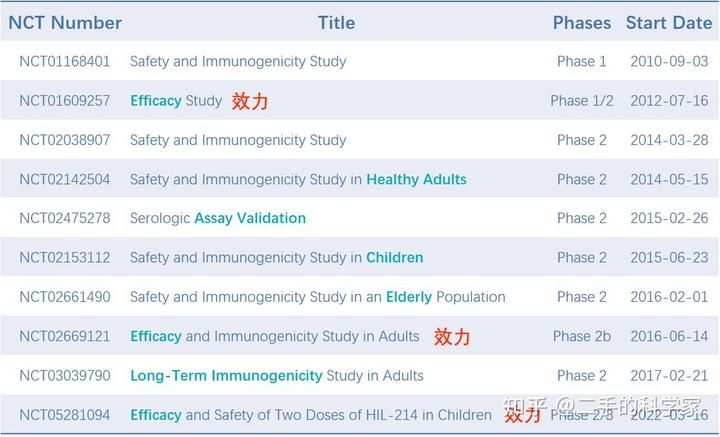 NCT Number Title Phases Start Date
NCT01168401 Safety and Immunogenicity Study Phase 1 2010-09-03
NCT01609257 Efficacy Study 效力 Phase 1/2 2012-07-16
NCT02038907 Safety and Immunogenicity Study Phase 2 2014-03-28
NCT02142504 Safety and Immunogenicity Study in Healthy Adults Phase 2 2014-05-15
NCT02475278 Serologic Assay Validation Phase 2 2015-02-26
NCT02153112 Safety and Immunogenicity Study in Children Phase 2 2015-06-23
NCT02661490 Safety and Immunogenicity Study in an Elderly Population Phase 2 2016-02-01
NCT02669121 Efficacy and Immunogenicity Study in Adults 效力 Phase 2b 2016-06-14
NCT03039790 Long-Term Immunogenicity Study in Adults Phase 2 2017-02-21
NCT05281094 Efficacy and Safety of Two Doses of HIL-214 in Children 效力 Phase 2/3 2022-03-16
知乎 @二手的科学家